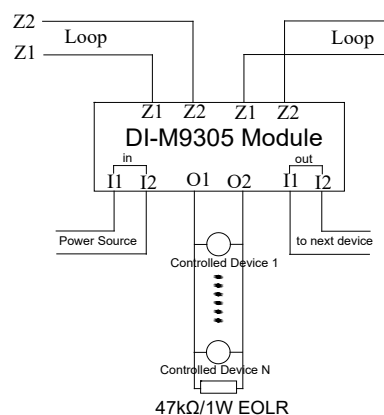 Z2
Loop
Loop
Z1
Z1 Z2 Z1 Z2
DI-M9305 Module
in
out
I1 I2 O1 O2 I1 I2
Power Source
to next device
Controlled Device 1
Controlled Device N
47kΩ/1W EOLR